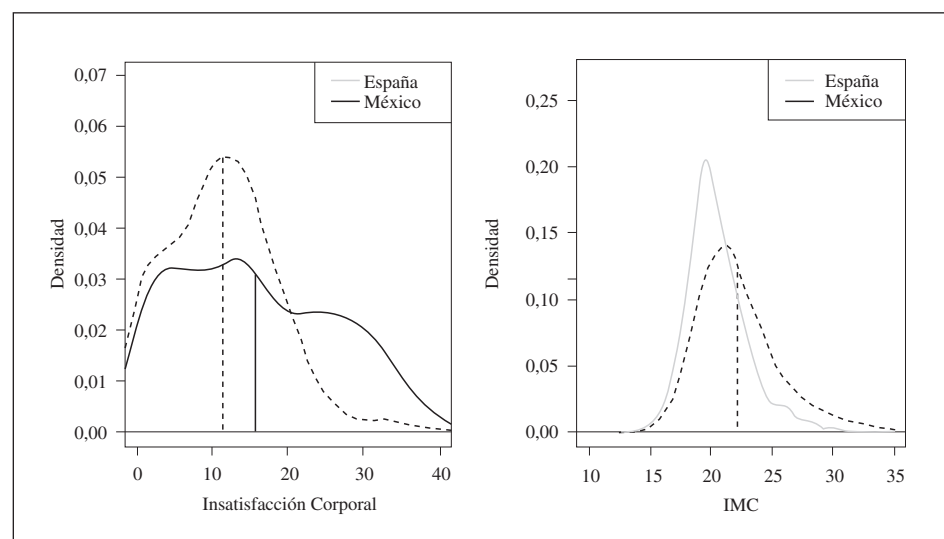 0,07
0,06
0,05
0,04
0,03
0,02
0,01
0,00
Densidad
España
México
0 10 20 30 40
Insatisfacción Corporal
0,25
0,20
0,15
0,10
0,05
0,00
Densidad
España
México
10 15 20 25 30 35
IMC